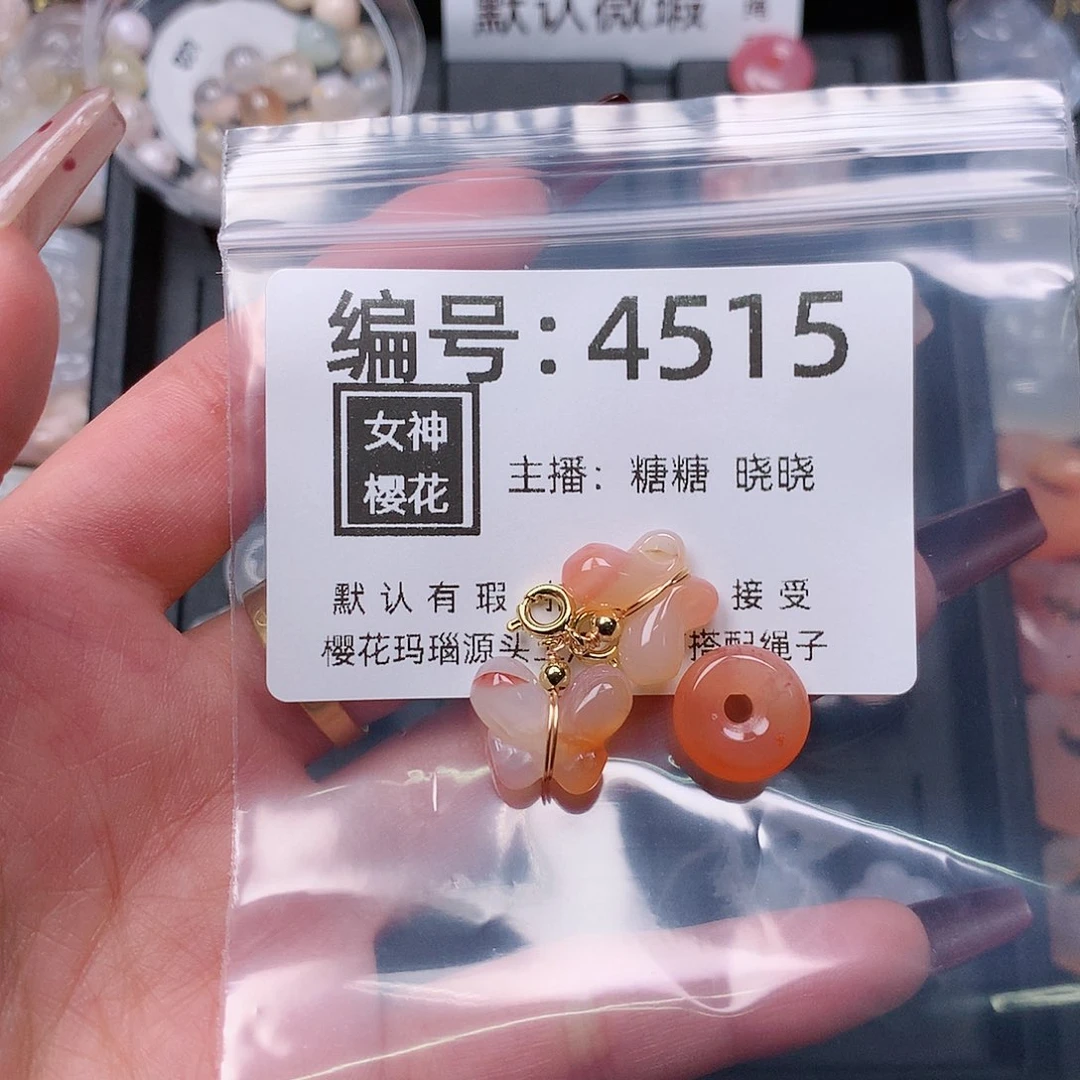 默认微瑕
编号：4515
女神
樱花
主播：糖糖 晓晓
默认有瑕 接受
樱花玛瑙源头 搭配绳子